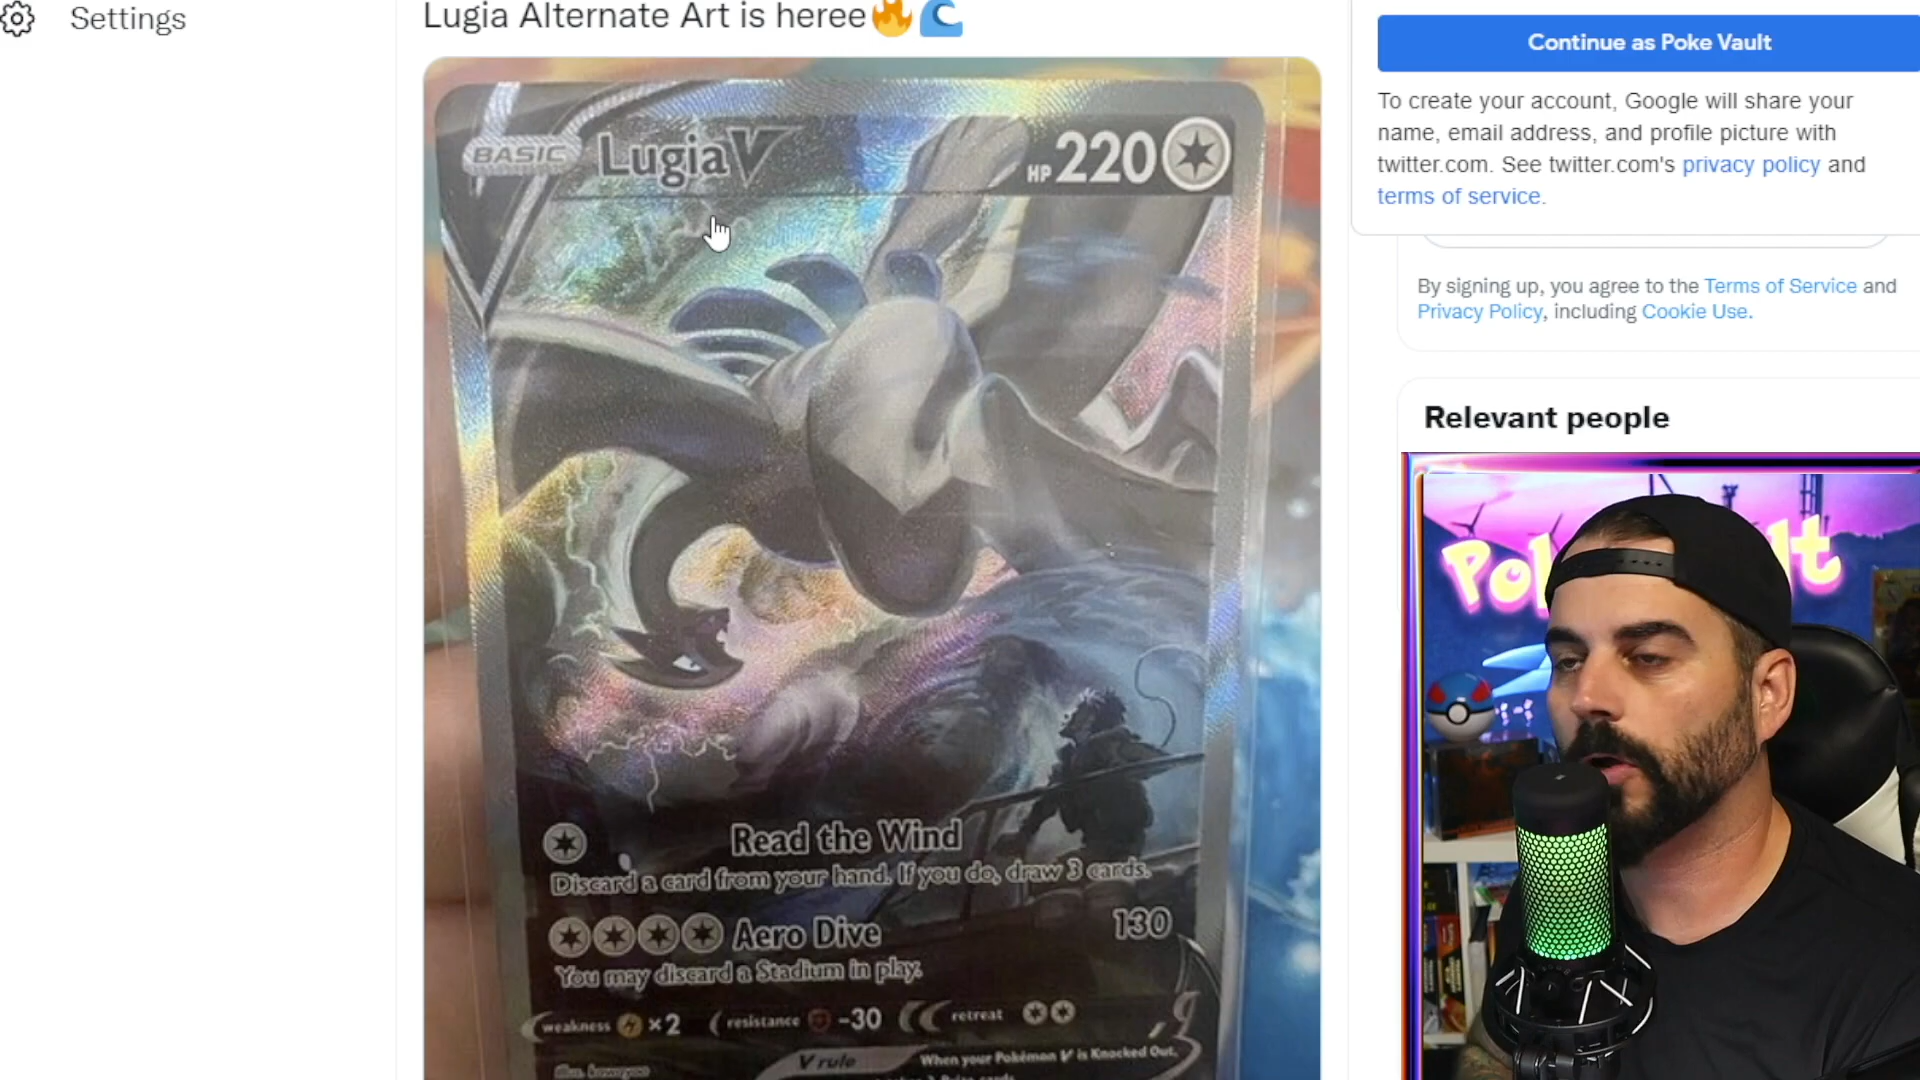 Settings
Lugia Alternate Art is heree🔥🌊
BASIC
Lugia V
HP 220
Read the Wind
Discard a card from your hand. If you do, draw 3 cards.
Aero Dive
130
You may discard a Stadium in play.
weakness ×2
resistance -30
retreat
V rule
When your Pokémon V is Knocked Out,
Illus. kawayoo
Continue as Poke Vault
To create your account, Google will share your
name, email address, and profile picture with
twitter.com. See twitter.com's privacy policy and
terms of service.
By signing up, you agree to the Terms of Service and
Privacy Policy, including Cookie Use.
Relevant people